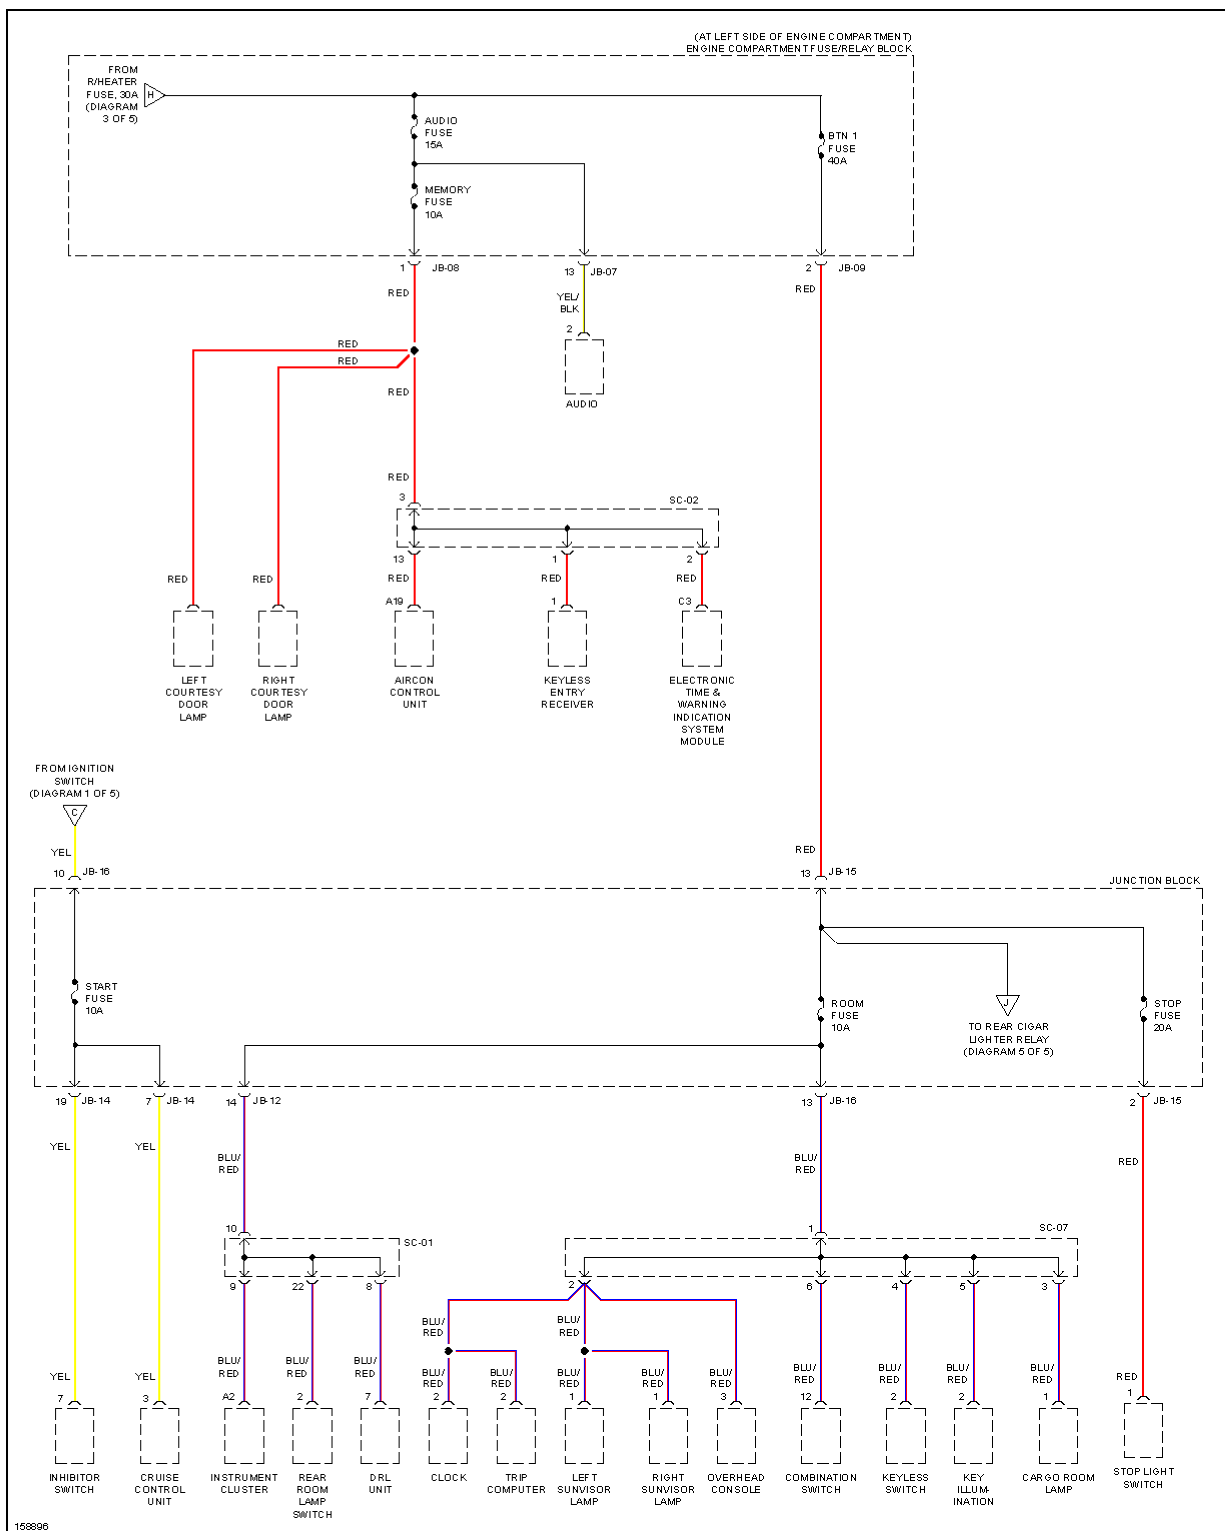 (AT LEFT SIDE OF ENGINE COMPARTMENT)
ENGINE COMPARTMENT FUSE/RELAY BLOCK
FROM
R/HEATER
FUSE, 30A
(DIAGRAM
3 OF 5)
H
AUDIO
FUSE
15A
BTN 1
FUSE
40A
MEMORY
FUSE
10A
1 JB-08
13 JB-07
2 JB-09
RED
YEL/
BLK
RED
2
RED
RED
RED
AUDIO
RED
3
SC-02
13
1
2
RED
RED
RED
RED
RED
A19
1
C3
LEFT
COURTESY
DOOR
LAMP
RIGHT
COURTESY
DOOR
LAMP
AIRCON
CONTROL
UNIT
KEYLESS
ENTRY
RECEIVER
ELECTRONIC
TIME &
WARNING
INDICATION
SYSTEM
MODULE
FROM IGNITION
SWITCH
(DIAGRAM 1 OF 5)
C
YEL
RED
10 JB-16
13 JB-15
JUNCTION BLOCK
START
FUSE
10A
ROOM
FUSE
10A
J
TO REAR CIGAR
LIGHTER RELAY
(DIAGRAM 5 OF 5)
STOP
FUSE
20A
19 JB-14
7 JB-14
14 JB-12
13 JB-16
2 JB-15
YEL
YEL
BLU/
RED
BLU/
RED
RED
10
SC-01
1
SC-07
9
22
8
2
6
4
5
3
BLU/
RED
BLU/
RED
YEL
YEL
BLU/
RED
BLU/
RED
BLU/
RED
BLU/
RED
BLU/
RED
BLU/
RED
BLU/
RED
BLU/
RED
BLU/
RED
BLU/
RED
BLU/
RED
BLU/
RED
RED
7
3
A2
2
7
2
2
1
1
3
12
2
2
1
1
INHIBITOR
SWITCH
CRUISE
CONTROL
UNIT
INSTRUMENT
CLUSTER
REAR
ROOM
LAMP
SWITCH
DRL
UNIT
CLOCK
TRIP
COMPUTER
LEFT
SUNVISOR
LAMP
RIGHT
SUNVISOR
LAMP
OVERHEAD
CONSOLE
COMBINATION
SWITCH
KEYLESS
SWITCH
KEY
ILLUM-
INATION
CARGO ROOM
LAMP
STOP LIGHT
SWITCH
158896